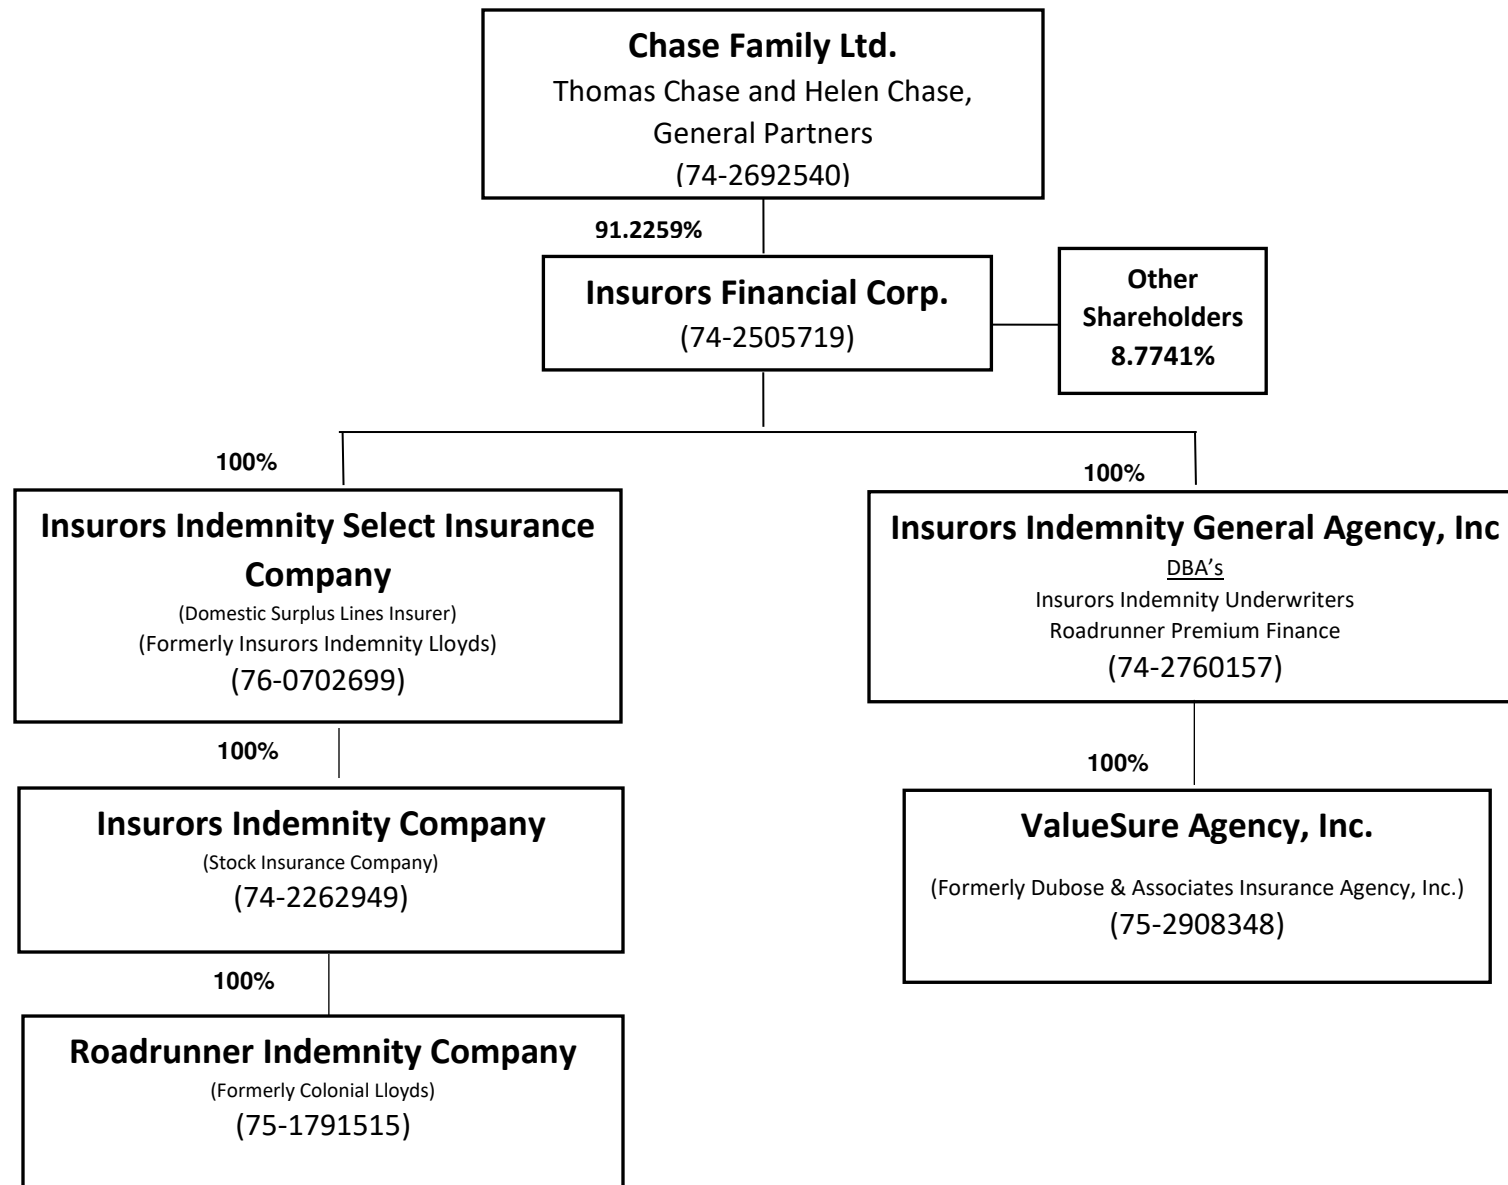 Chase Family Ltd.
Thomas Chase and Helen Chase,
General Partners
(74-2692540)
91.2259%
Insurors Financial Corp.
(74-2505719)
Other
Shareholders
8.7741%
100%
Insurors Indemnity Select Insurance
Company
(Domestic Surplus Lines Insurer)
(Formerly Insurors Indemnity Lloyds)
(76-0702699)
100%
Insurors Indemnity General Agency, Inc
DBA’s
Insurors Indemnity Underwriters
Roadrunner Premium Finance
(74-2760157)
100%
Insurors Indemnity Company
(Stock Insurance Company)
(74-2262949)
100%
ValueSure Agency, Inc.
(Formerly Dubose & Associates Insurance Agency, Inc.)
(75-2908348)
100%
Roadrunner Indemnity Company
(Formerly Colonial Lloyds)
(75-1791515)